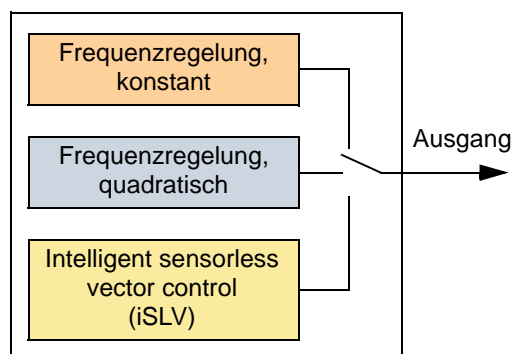 Frequenzregelung,
konstant
Frequenzregelung,
quadratisch
Ausgang
Intelligent sensorless
vector control
(iSLV)